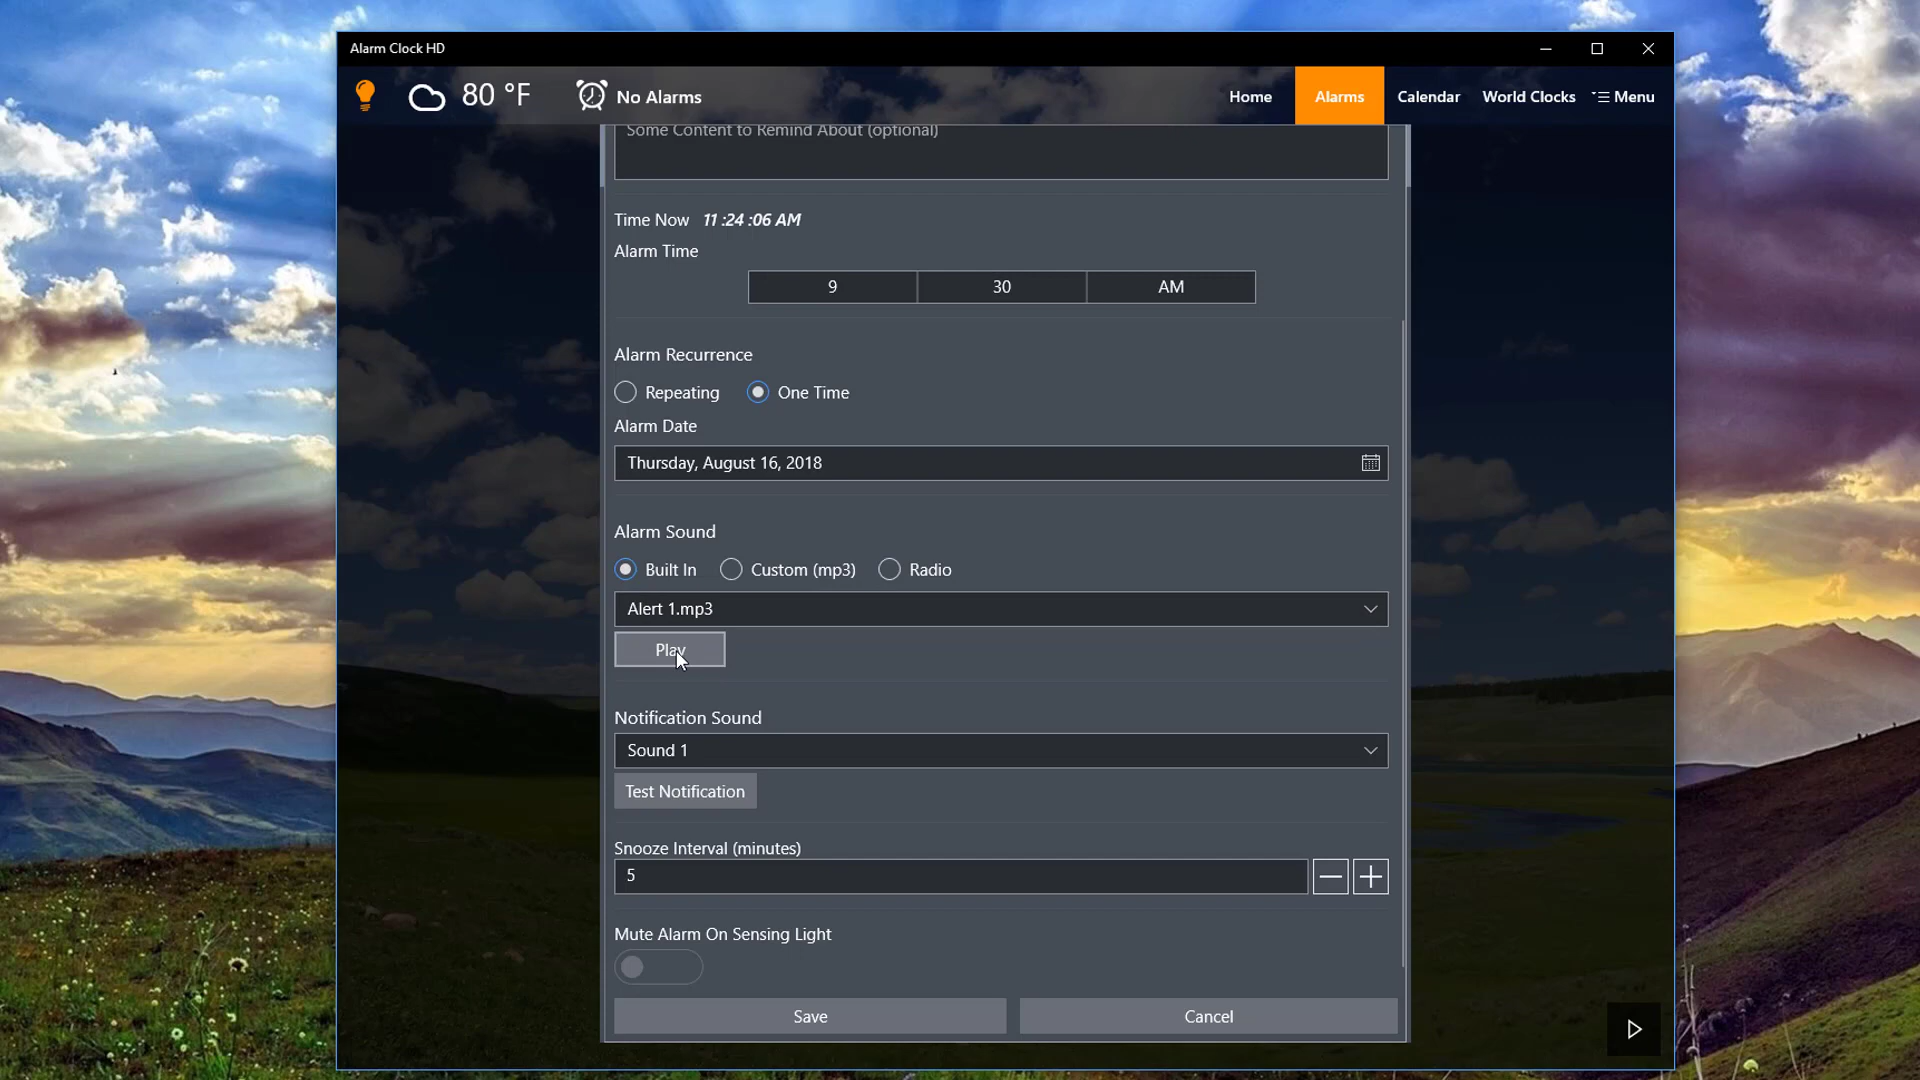 Alarm Clock HD
80 °F
No Alarms
Home
Alarms
Calendar
World Clocks
Menu
Some Content to Remind About (optional)
Time Now 11 :24 :06 AM
Alarm Time
9 30 AM
Alarm Recurrence
Repeating One Time
Alarm Date
Thursday, August 16, 2018
Alarm Sound
Built In Custom (mp3) Radio
Alert 1.mp3
Play
Notification Sound
Sound 1
Test Notification
Snooze Interval (minutes)
5
Mute Alarm On Sensing Light
Save Cancel